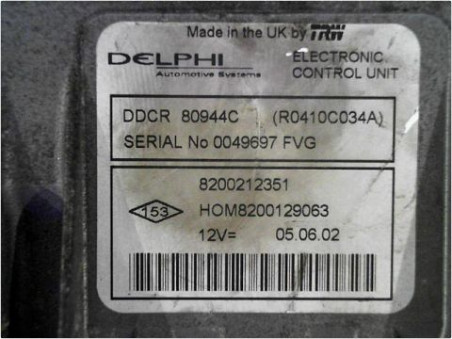 Made in the UK by TRW
DELPHI
Automotive Systems
ELECTRONIC
CONTROL UNIT
DDCR 80944C (R0410C034A)
SERIAL No 0049697 FVG
8200212351
153 HOM8200129063
12V= 05.06.02